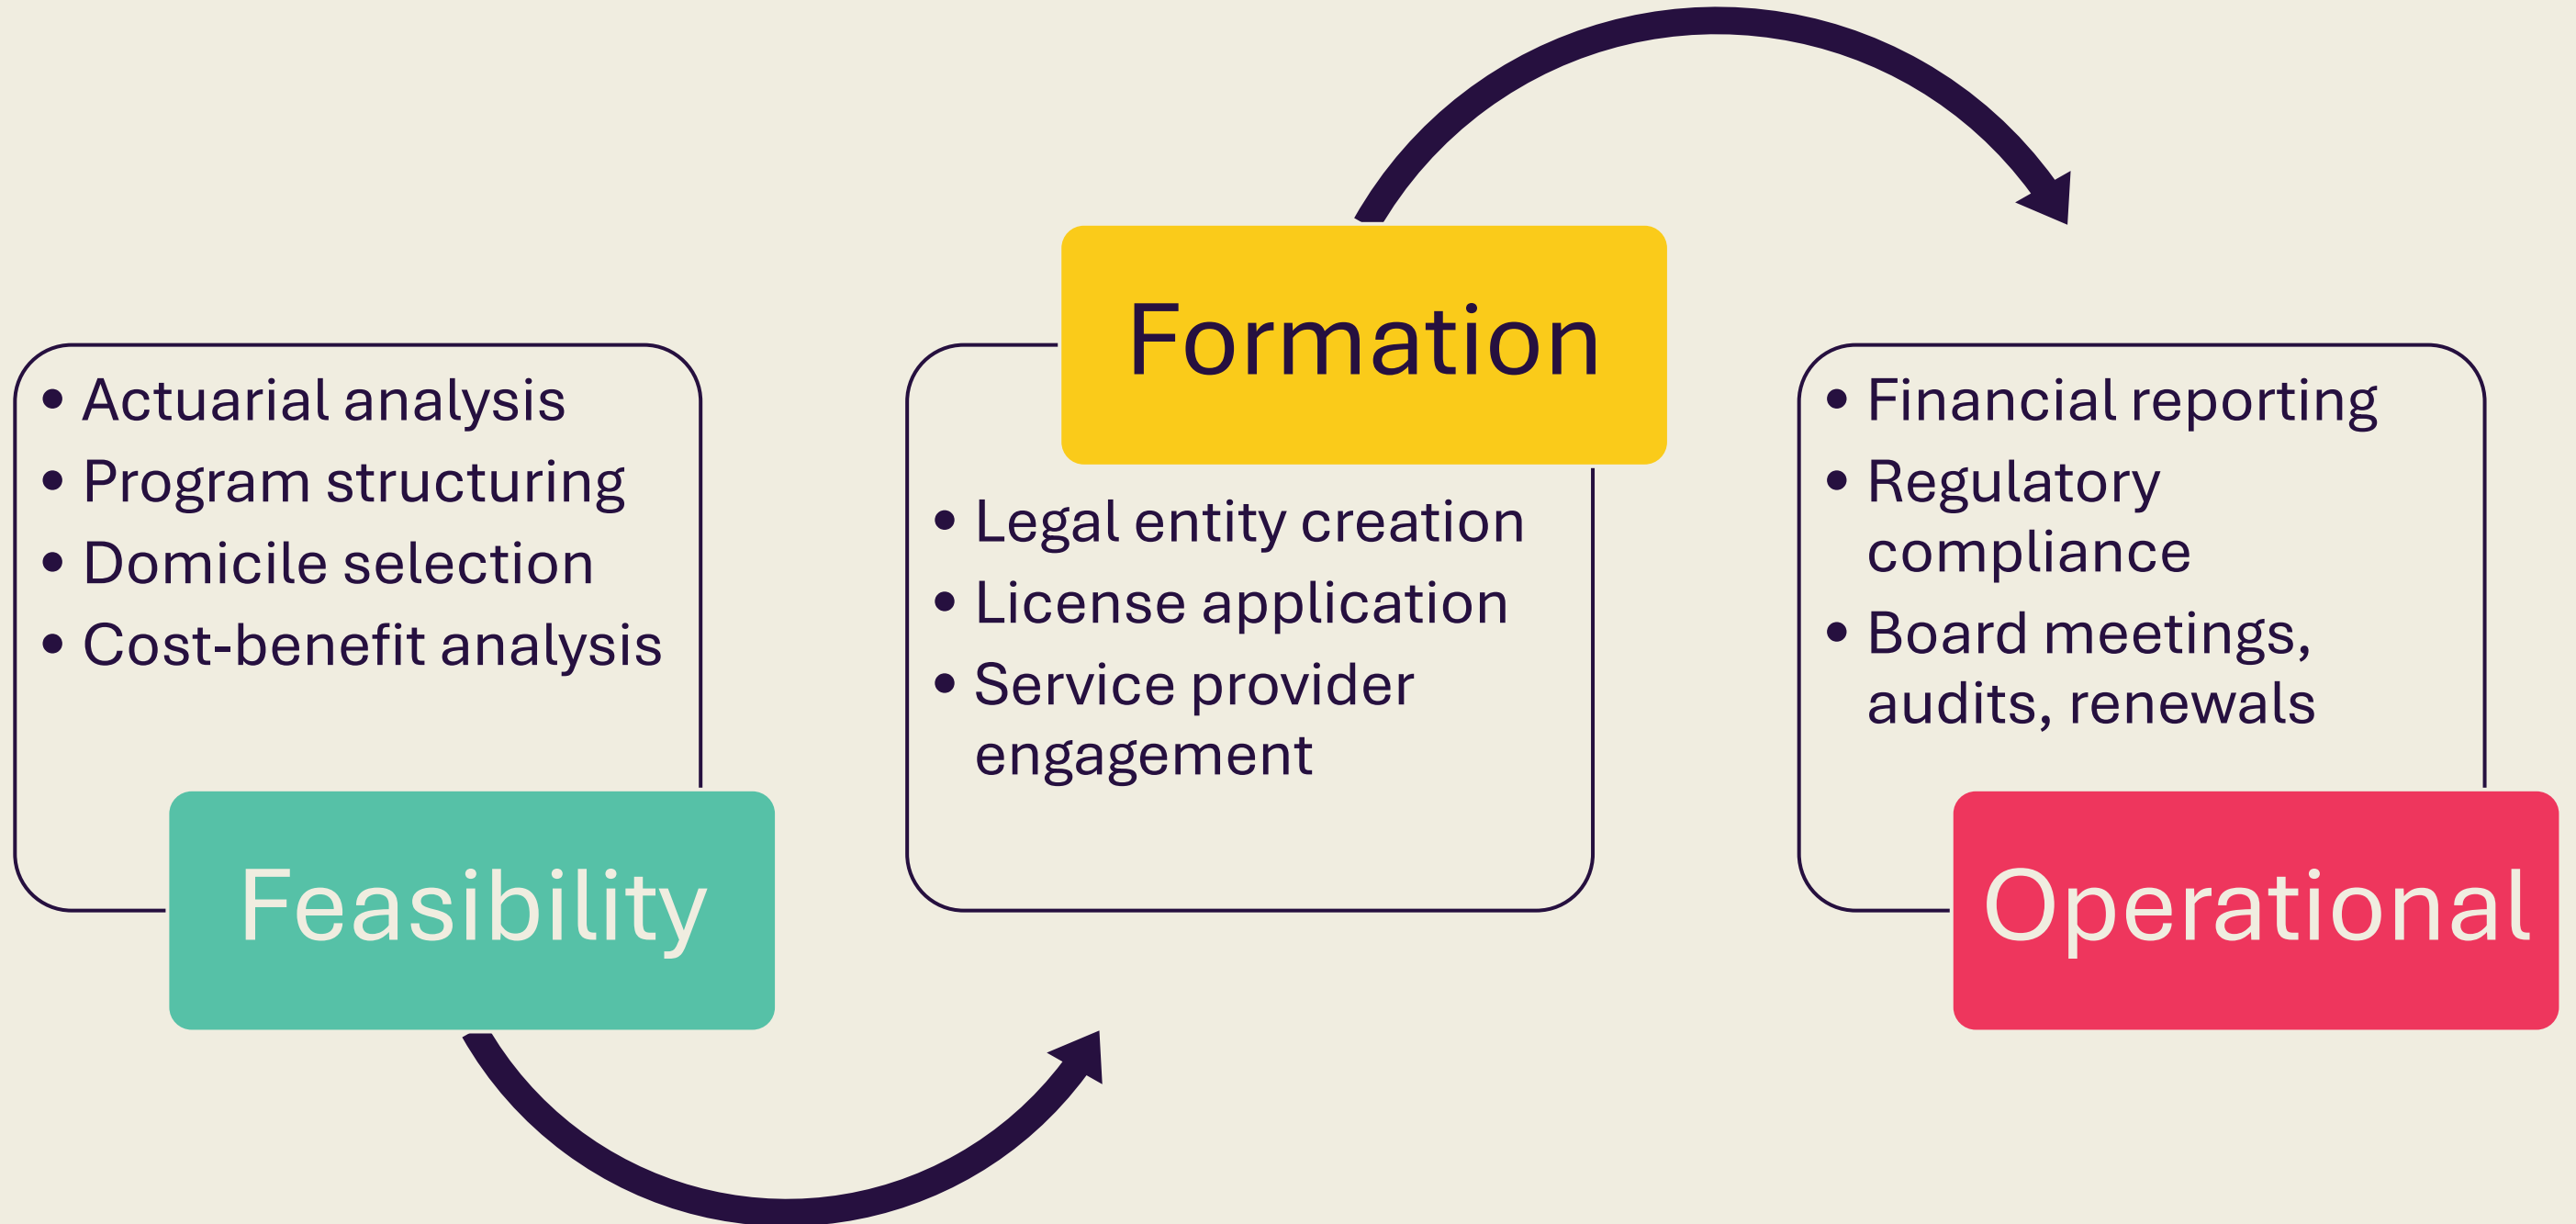 • Actuarial analysis
• Program structuring
• Domicile selection
• Cost-benefit analysis
Feasibility
Formation
• Legal entity creation
• License application
• Service provider
engagement
• Financial reporting
• Regulatory
compliance
• Board meetings,
audits, renewals
Operational